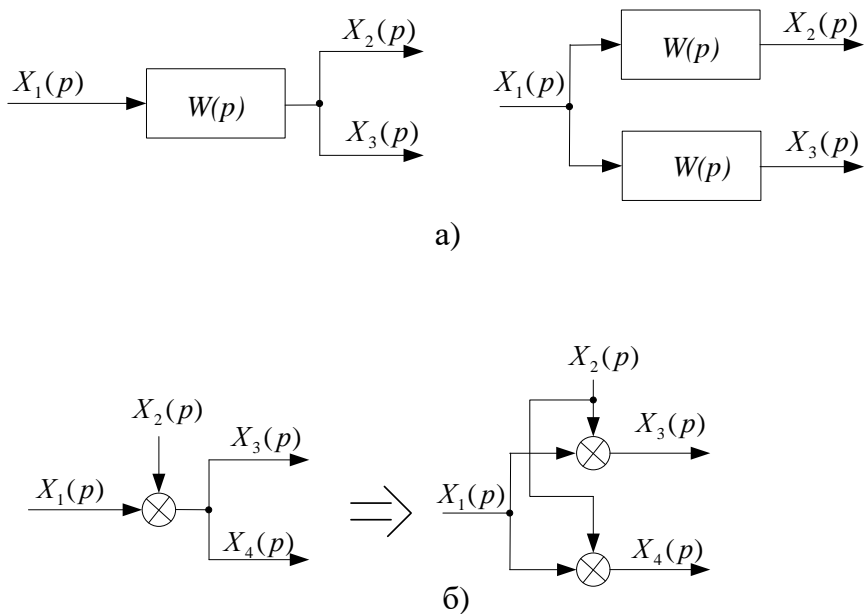 X₁(p)
W(p)
X₂(p)
X₃(p)
X₁(p)
W(p)
X₂(p)
W(p)
X₃(p)
а)
X₂(p)
X₁(p)
X₃(p)
X₄(p)
⇒
X₂(p)
X₁(p)
X₃(p)
X₄(p)
б)